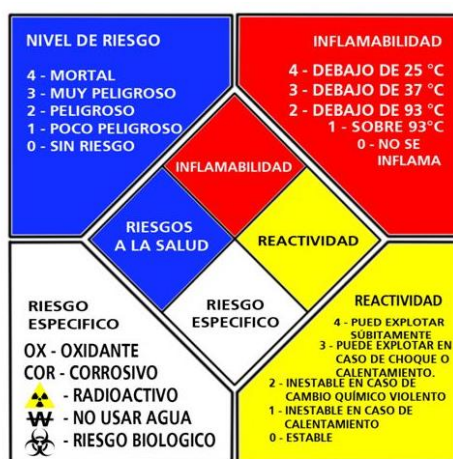 NIVEL DE RIESGO
4 - MORTAL
3 - MUY PELIGROSO
2 - PELIGROSO
1 - POCO PELIGROSO
0 - SIN RIESGO
INFLAMABILIDAD
4 - DEBAJO DE 25 °C
3 - DEBAJO DE 37 °C
2 - DEBAJO DE 93 °C
1 - SOBRE 93°C
0 - NO SE
INFLAMA
INFLAMABILIDAD
RIESGOS
A LA SALUD
REACTIVIDAD
RIESGO
ESPECIFICO
RIESGO
ESPECIFICO
OX - OXIDANTE
COR - CORROSIVO
- RADIOACTIVO
W - NO USAR AGUA
- RIESGO BIOLOGICO
REACTIVIDAD
4 - PUED EXPLOTAR
SÚBITAMENTE
3 - PUEDE EXPLOTAR EN
CASO DE CHOQUE O
CALENTAMIENTO.
2 - INESTABLE EN CASO DE
CAMBIO QUÍMICO VIOLENTO
1 - INESTABLE EN CASO DE
CALENTAMIENTO
0 - ESTABLE